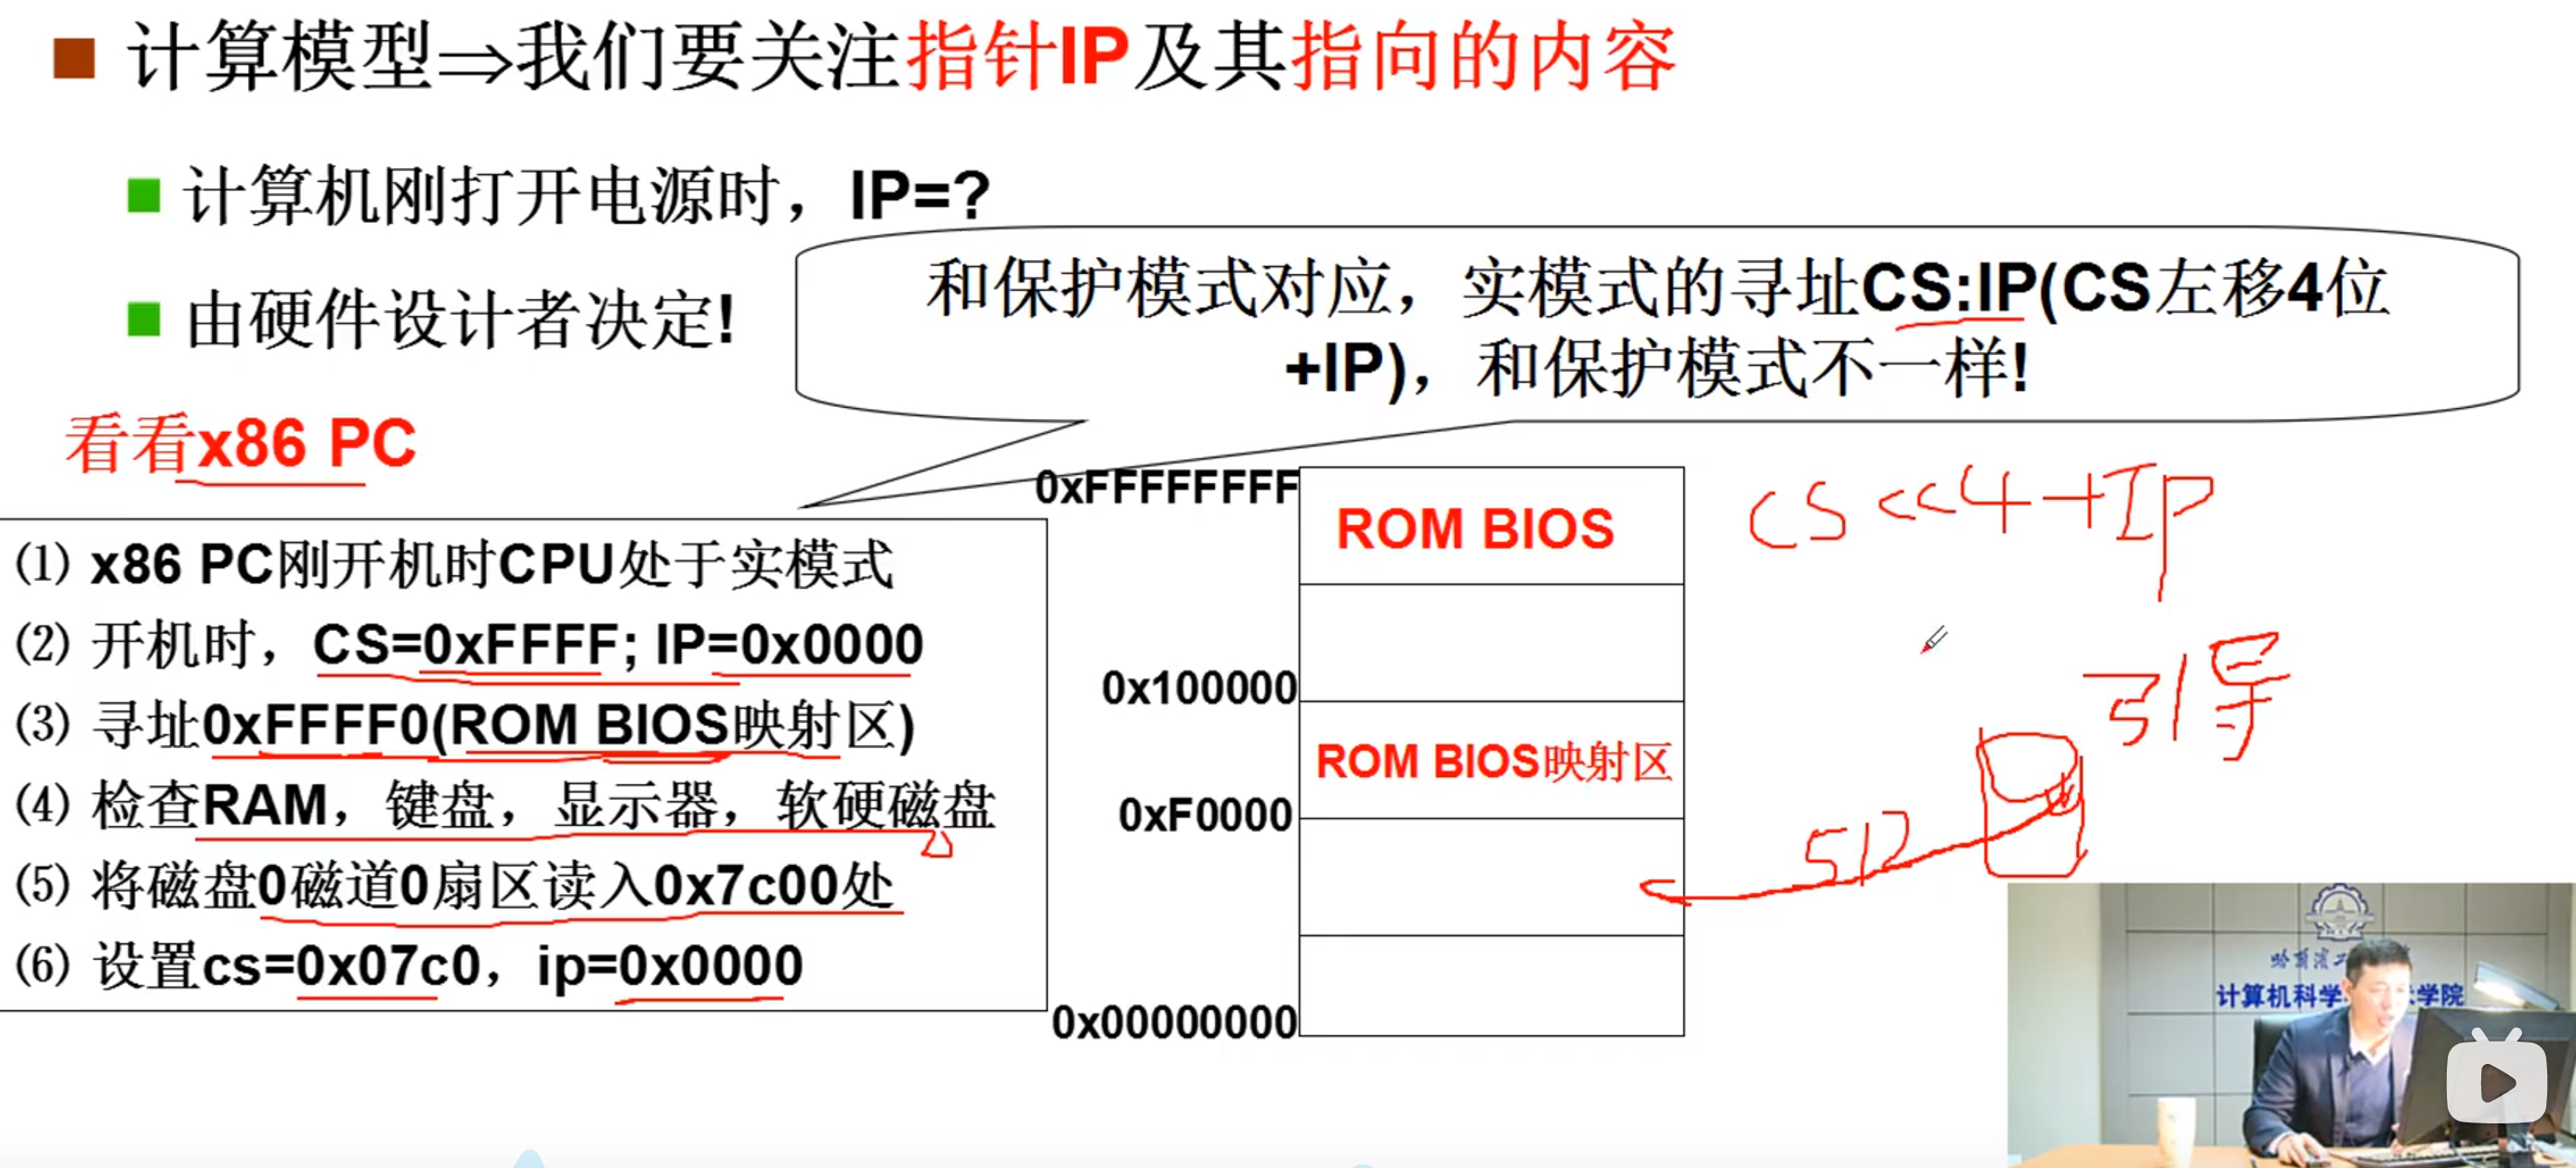 计算模型⇒我们要关注指针IP及其指向的内容
计算机刚打开电源时，IP=?
由硬件设计者决定!
和保护模式对应，实模式的寻址CS:IP(CS左移4位
+IP)，和保护模式不一样!
看看x86 PC
(1) x86 PC刚开机时CPU处于实模式
(2) 开机时，CS=0xFFFF; IP=0x0000
(3) 寻址0xFFFF0(ROM BIOS映射区)
(4) 检查RAM，键盘，显示器，软硬磁盘
(5) 将磁盘0磁道0扇区读入0x7c00处
(6) 设置cs=0x07c0，ip=0x0000
0xFFFFFFFF
ROM BIOS
0x100000
ROM BIOS映射区
0xF0000
0x00000000
CS<<4+IP
引导
512
哈尔滨工
计算机科学
术学院